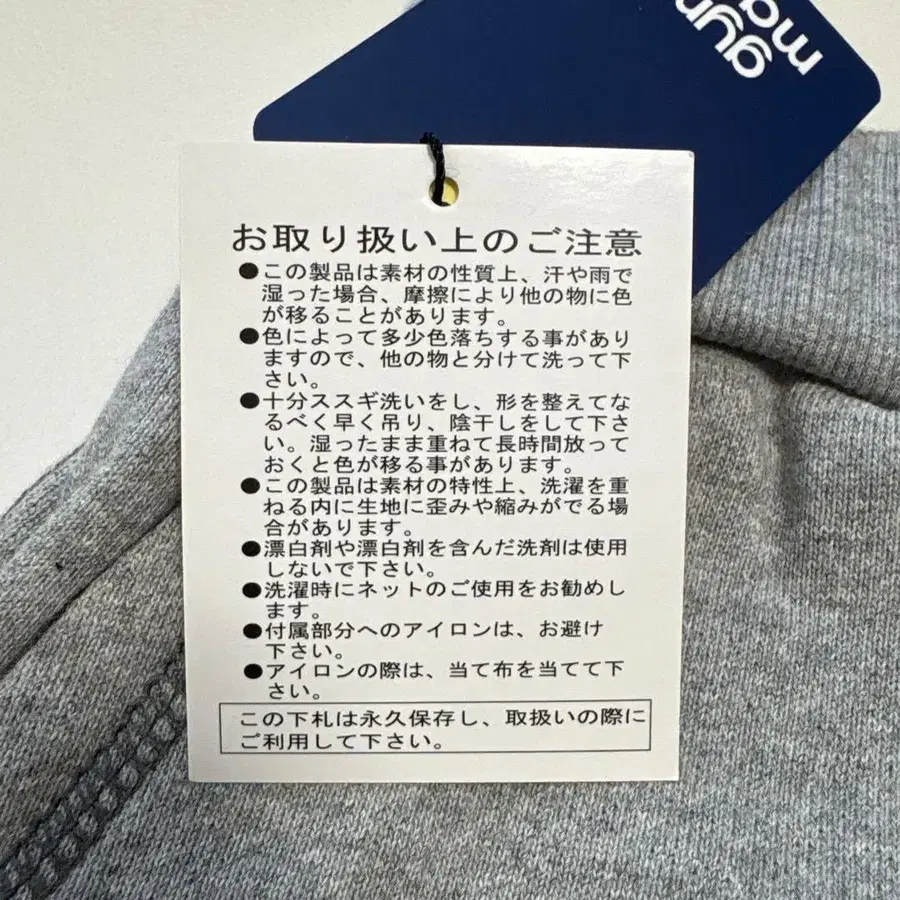 お取り扱い上のご注意
●この製品は素材の性質上、汗や雨で
湿った場合、摩擦により他の物に色
が移ることがあります。
●色によって多少色落ちする事があり
ますので、他の物と分けて洗って下
さい。
●十分ススギ洗いをし、形を整えてな
るべく早く吊り、陰干しをして下さ
い。湿ったまま重ねて長時間放って
おくと色が移る事があります。
●この製品は素材の特性上、洗濯を重
ねる内に生地に歪みや縮みがでる場
合があります。
●漂白剤や漂白剤を含んだ洗剤は使用
しないで下さい。
●洗濯時にネットのご使用をお勧めし
ます。
●付属部分へのアイロンは、お避け
下さい。
●アイロンの際は、当て布を当てて下
さい。
この下札は永久保存し、取扱いの際に
ご利用して下さい。